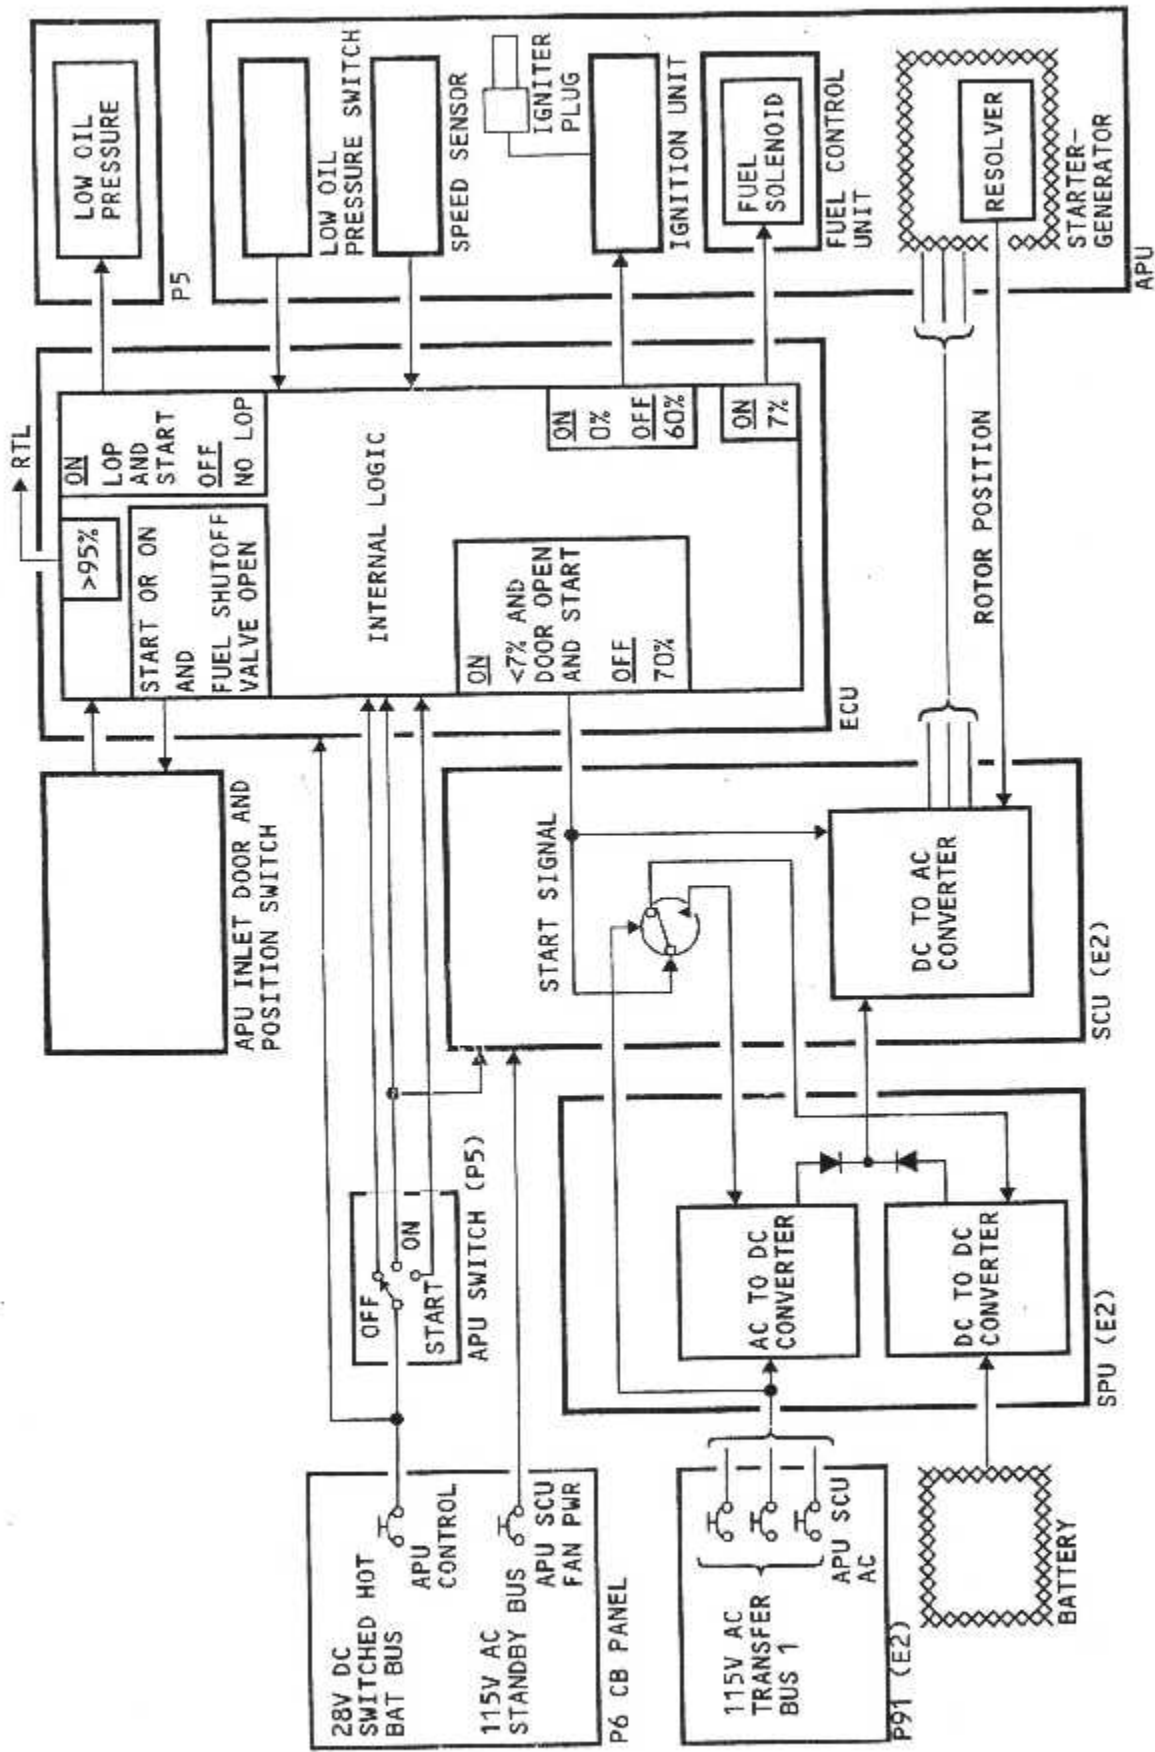 28V DC
SWITCHED HOT
BAT BUS
APU
CONTROL
115V AC
STANDBY BUS
APU SCU
FAN PWR
P6 CB PANEL
115V AC
TRANSFER
BUS 1
APU SCU
AC
P91 (E2)
BATTERY
OFF
ON
START
APU SWITCH (P5)
AC TO DC
CONVERTER
DC TO DC
CONVERTER
SPU (E2)
APU INLET DOOR AND
POSITION SWITCH
START SIGNAL
DC TO AC
CONVERTER
SCU (E2)
RTL
>95%
ON
LOP
AND
START
OFF
NO LOP
START OR ON
AND
FUEL SHUTOFF
VALVE OPEN
INTERNAL LOGIC
ON
<7% AND
DOOR OPEN
AND START
OFF
70%
ON
0%
OFF
60%
ON
7%
ECU
ROTOR POSITION
LOW OIL
PRESSURE
P5
LOW OIL
PRESSURE SWITCH
SPEED SENSOR
IGNITER
PLUG
IGNITION UNIT
FUEL
SOLENOID
FUEL CONTROL
UNIT
RESOLVER
STARTER-
GENERATOR
APU